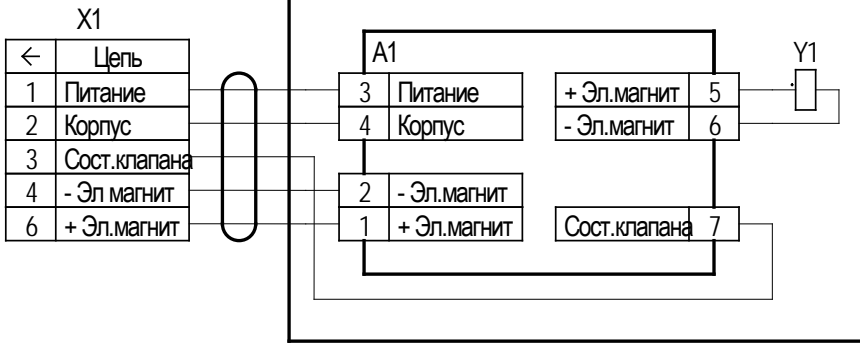 X1
← Цепь
1 Питание
2 Корпус
3 Сост.клапана
4 - Эл магнит
6 + Эл.магнит
A1
3 Питание
4 Корпус
2 - Эл.магнит
1 + Эл.магнит
+ Эл.магнит 5
- Эл.магнит 6
Сост.клапана 7
Y1